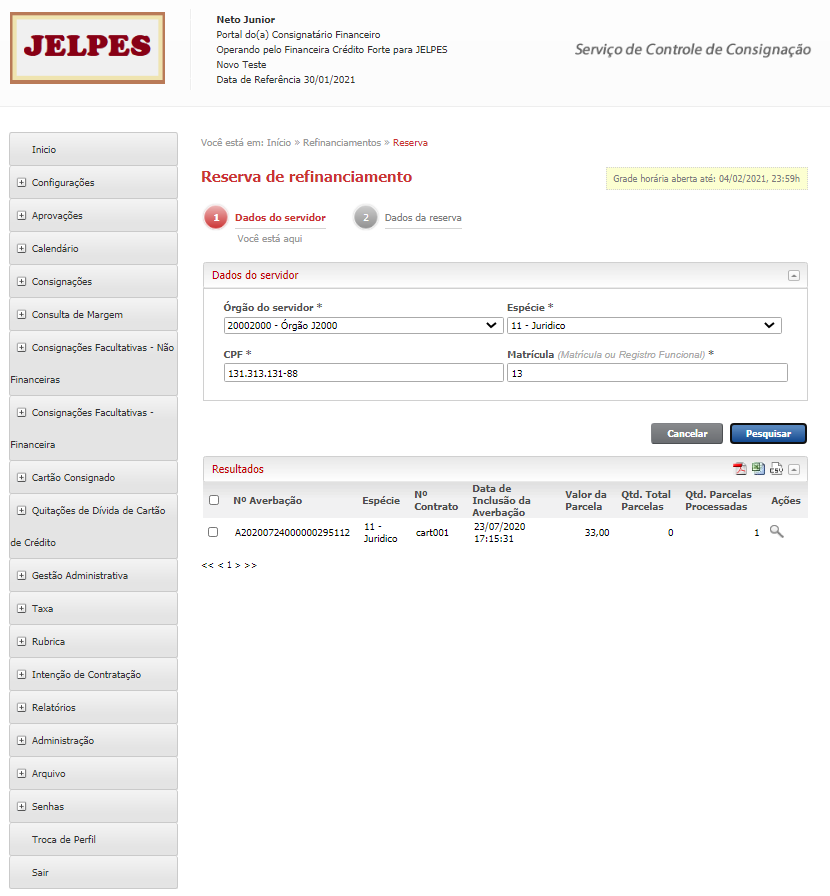 JELPES
Neto Junior
Portal do(a) Consignatário Financeiro
Operando pelo Financeira Crédito Forte para JELPES
Novo Teste
Data de Referência 30/01/2021
Serviço de Controle de Consignação
Inicio
Configurações
Aprovações
Calendário
Consignações
Consulta de Margem
Consignações Facultativas - Não
Financeiras
Consignações Facultativas -
Financeira
Cartão Consignado
Quitações de Dívida de Cartão
de Crédito
Gestão Administrativa
Taxa
Rubrica
Intenção de Contratação
Relatórios
Administração
Arquivo
Senhas
Troca de Perfil
Sair
Você está em: Início » Refinanciamentos » Reserva
Reserva de refinanciamento
Grade horária aberta até: 04/02/2021, 23:59h
1 Dados do servidor 2 Dados da reserva
Você está aqui
Dados do servidor
Órgão do servidor * Espécie *
20002000 - Órgão J2000 11 - Juridico
CPF * Matrícula (Matrícula ou Registro Funcional) *
131.313.131-88 13
Cancelar Pesquisar
Resultados CSV
Nº Averbação Espécie Nº Contrato Data de Inclusão da Averbação Valor da Parcela Qtd. Total Parcelas Qtd. Parcelas Processadas Ações
A20200724000000295112 11 - Juridico cart001 23/07/2020 17:15:31 33,00 0 1
<< < 1 > >>